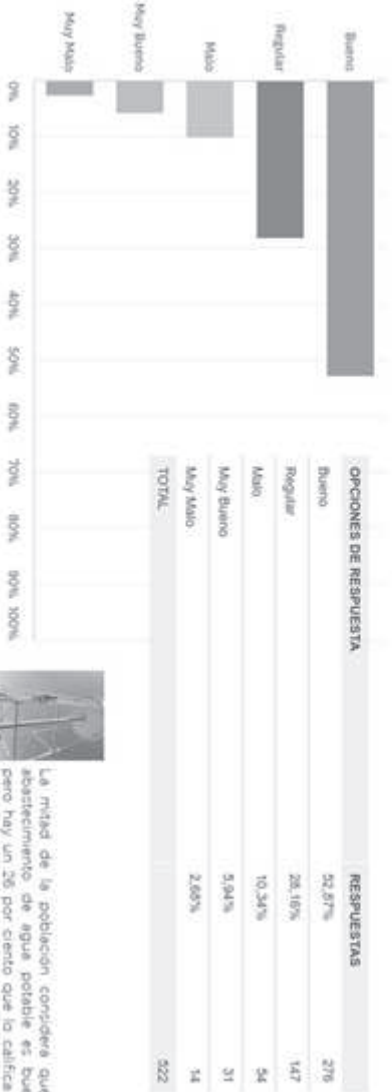 Bueno
Regular
Malo
Muy Bueno
Muy Malo
0% 10% 20% 30% 40% 50% 60% 70% 80% 90% 100%
OPCIONES DE RESPUESTA RESPUESTAS
Bueno 52,87% 276
Regular 28,16% 147
Malo 10,34% 54
Muy Bueno 5,94% 31
Muy Malo 2,68% 14
TOTAL 522
La mitad de la población considera que
abastecimiento de agua potable es
pero hay un 26 por ciento que lo califica